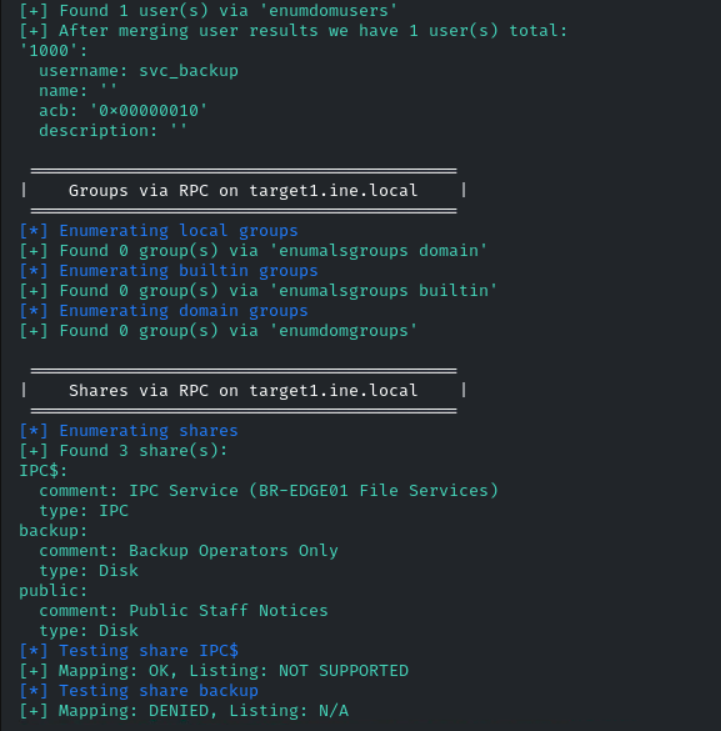 [+] Found 1 user(s) via 'enumdomusers'
[+] After merging user results we have 1 user(s) total:
'1000':
  username: svc_backup
  name: ''
  acb: '0×00000010'
  description: ''
|    Groups via RPC on target1.ine.local    |
[*] Enumerating local groups
[+] Found 0 group(s) via 'enumalsgroups domain'
[*] Enumerating builtin groups
[+] Found 0 group(s) via 'enumalsgroups builtin'
[*] Enumerating domain groups
[+] Found 0 group(s) via 'enumdomgroups'
|    Shares via RPC on target1.ine.local    |
[*] Enumerating shares
[+] Found 3 share(s):
IPC$:
  comment: IPC Service (BR-EDGE01 File Services)
  type: IPC
backup:
  comment: Backup Operators Only
  type: Disk
public:
  comment: Public Staff Notices
  type: Disk
[*] Testing share IPC$
[+] Mapping: OK, Listing: NOT SUPPORTED
[*] Testing share backup
[+] Mapping: DENIED, Listing: N/A